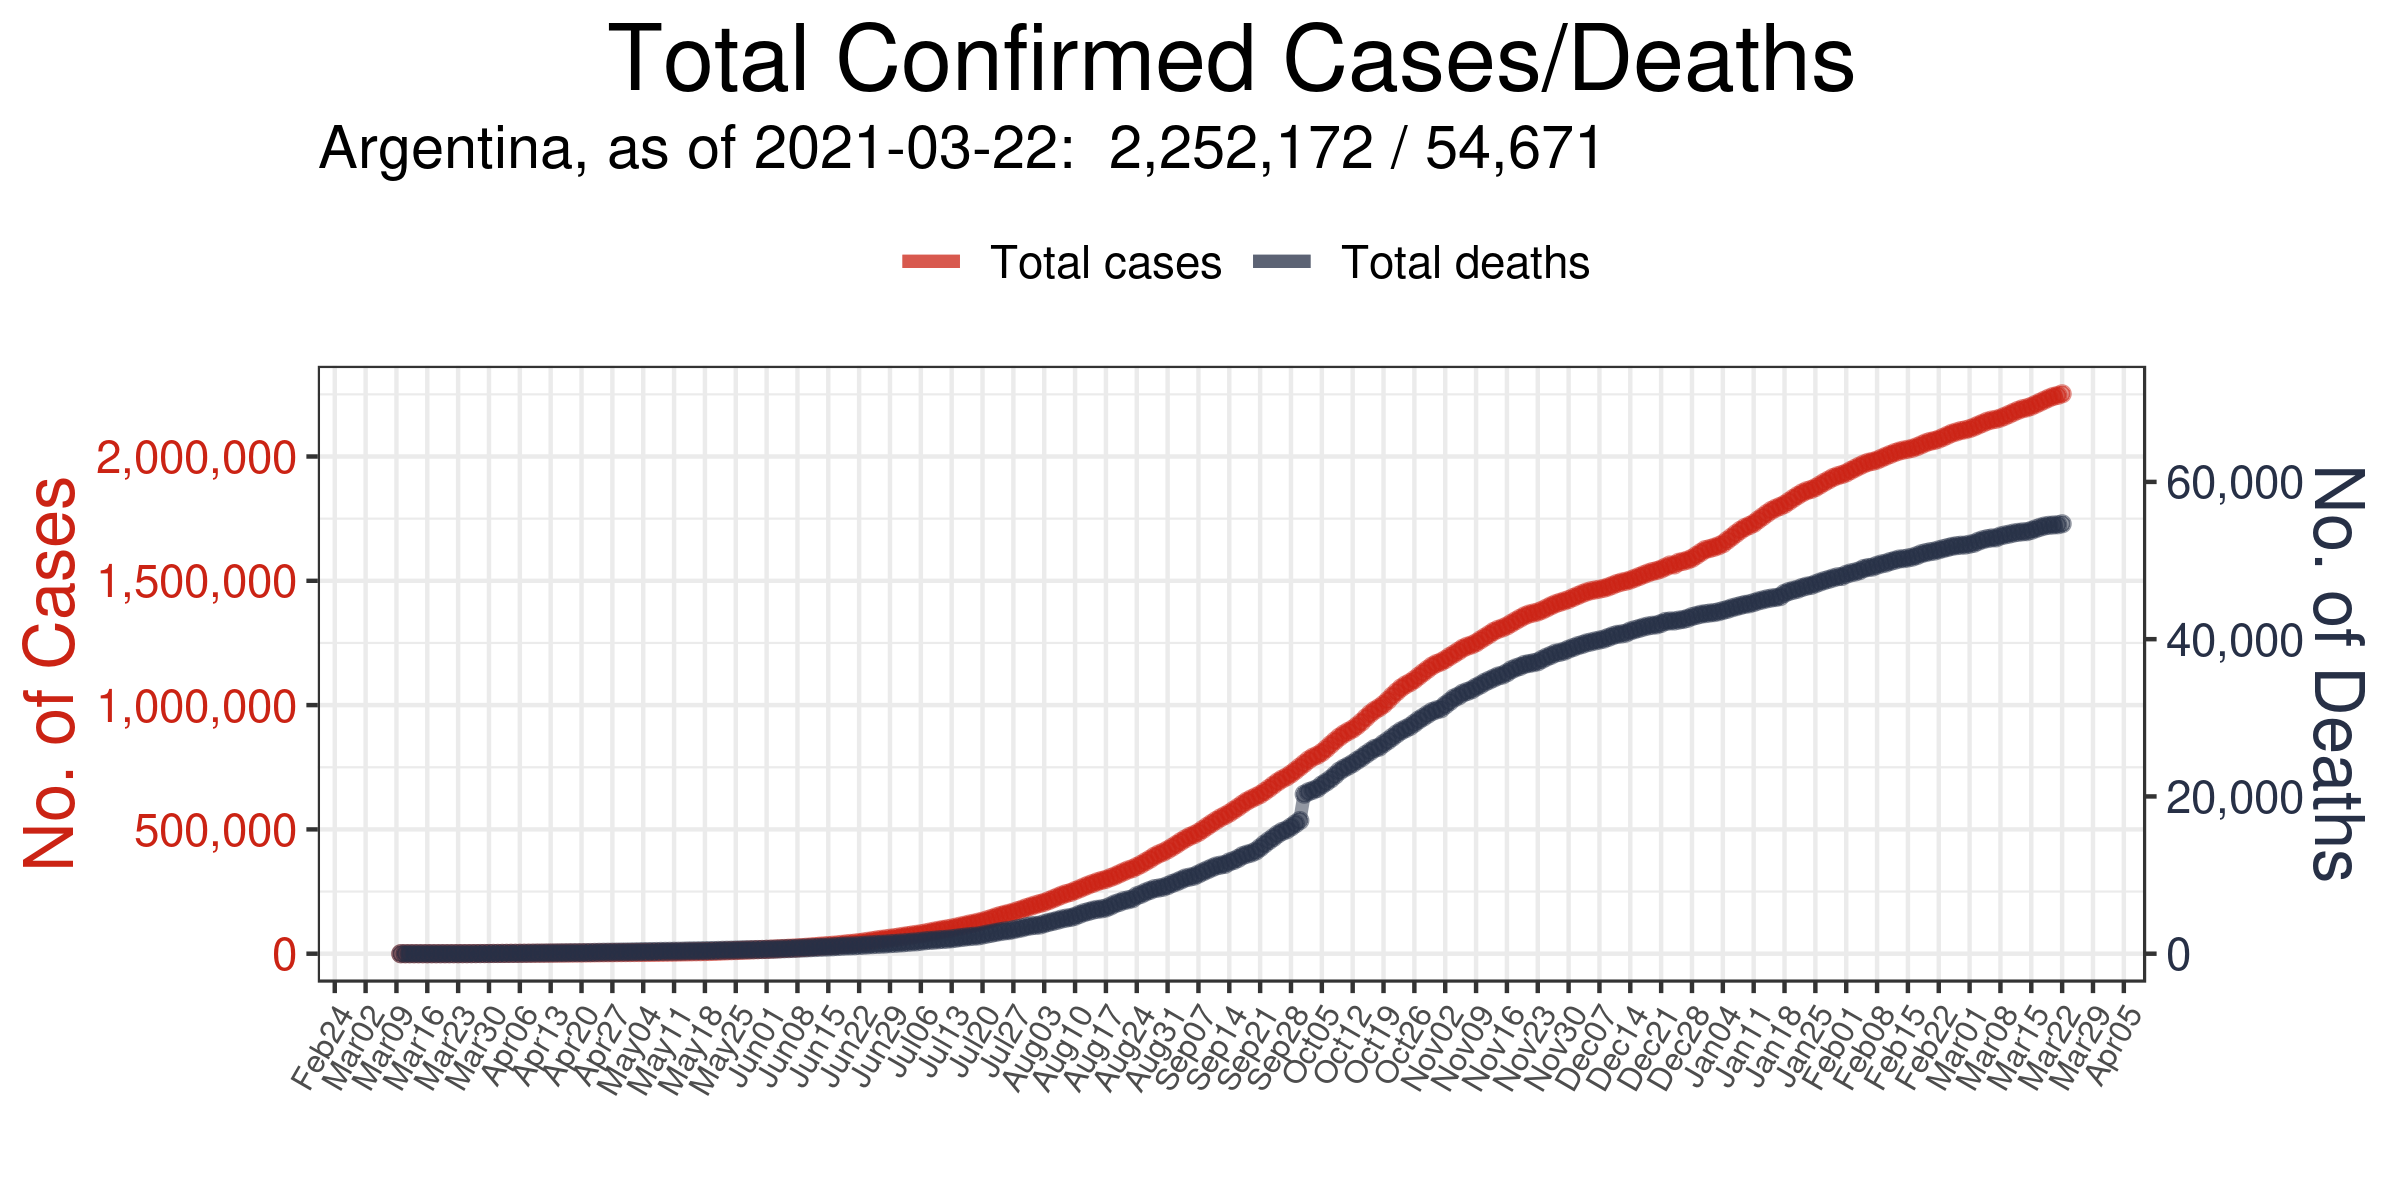 Total Confirmed Cases/Deaths
Argentina, as of 2021-03-22:  2,252,172 / 54,671
Total cases
Total deaths
No. of Cases
2,000,000
1,500,000
1,000,000
500,000
0
60,000
40,000
20,000
0
No. of Deaths
Feb24
Mar02
Mar09
Mar16
Mar23
Mar30
Apr06
Apr13
Apr20
Apr27
May04
May11
May18
May25
Jun01
Jun08
Jun15
Jun22
Jun29
Jul06
Jul13
Jul20
Jul27
Aug03
Aug10
Aug17
Aug24
Aug31
Sep07
Sep14
Sep21
Sep28
Oct05
Oct12
Oct19
Oct26
Nov02
Nov09
Nov16
Nov23
Nov30
Dec07
Dec14
Dec21
Dec28
Jan04
Jan11
Jan18
Jan25
Feb01
Feb08
Feb15
Feb22
Mar01
Mar08
Mar15
Mar22
Mar29
Apr05